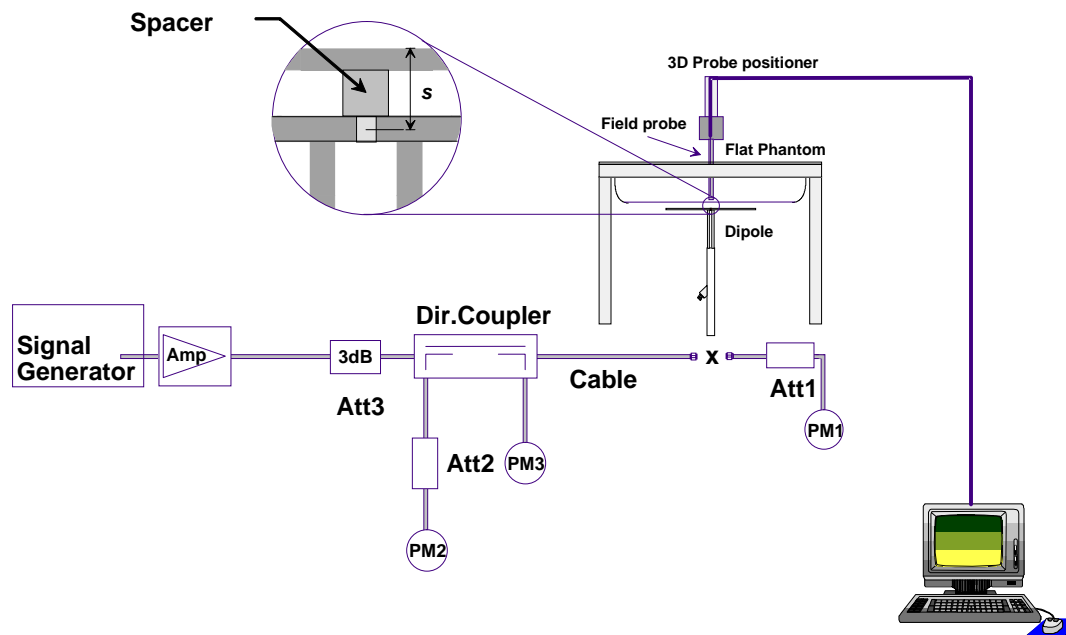 Spacer
s
3D Probe positioner
Field probe
Flat Phantom
Dipole
Dir.Coupler
Signal
Generator
Amp
3dB
Att3
Cable
x
Att1
PM1
Att2
PM3
PM2